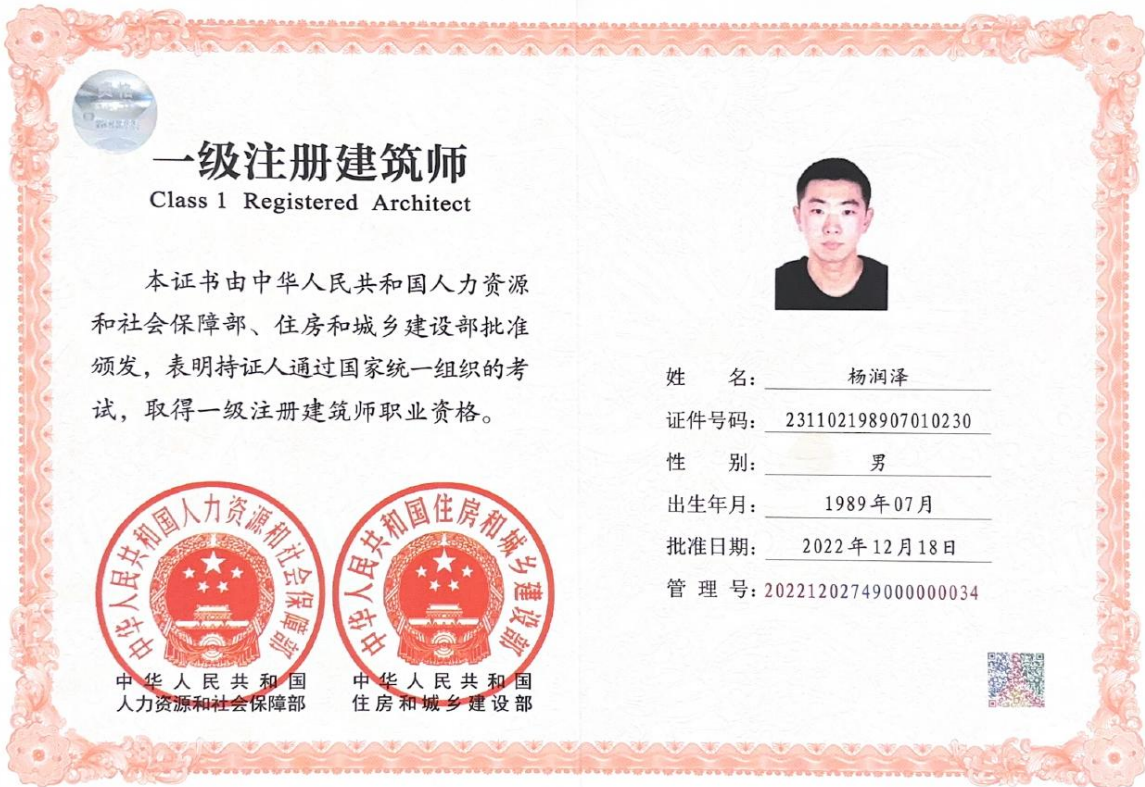 一级注册建筑师
Class 1 Registered Architect
本证书由中华人民共和国人力资源
和社会保障部、住房和城乡建设部批准
颁发，表明持证人通过国家统一组织的考
试，取得一级注册建筑师职业资格。
中华人民共和国人力资源和社会保障部
中华人民共和国住房和城乡建设部
中华人民共和国
人力资源和社会保障部
中华人民共和国
住房和城乡建设部
姓 名：杨润泽
证件号码：231102198907010230
性 别：男
出生年月：1989年07月
批准日期：2022年12月18日
管 理 号：20221202749000000034